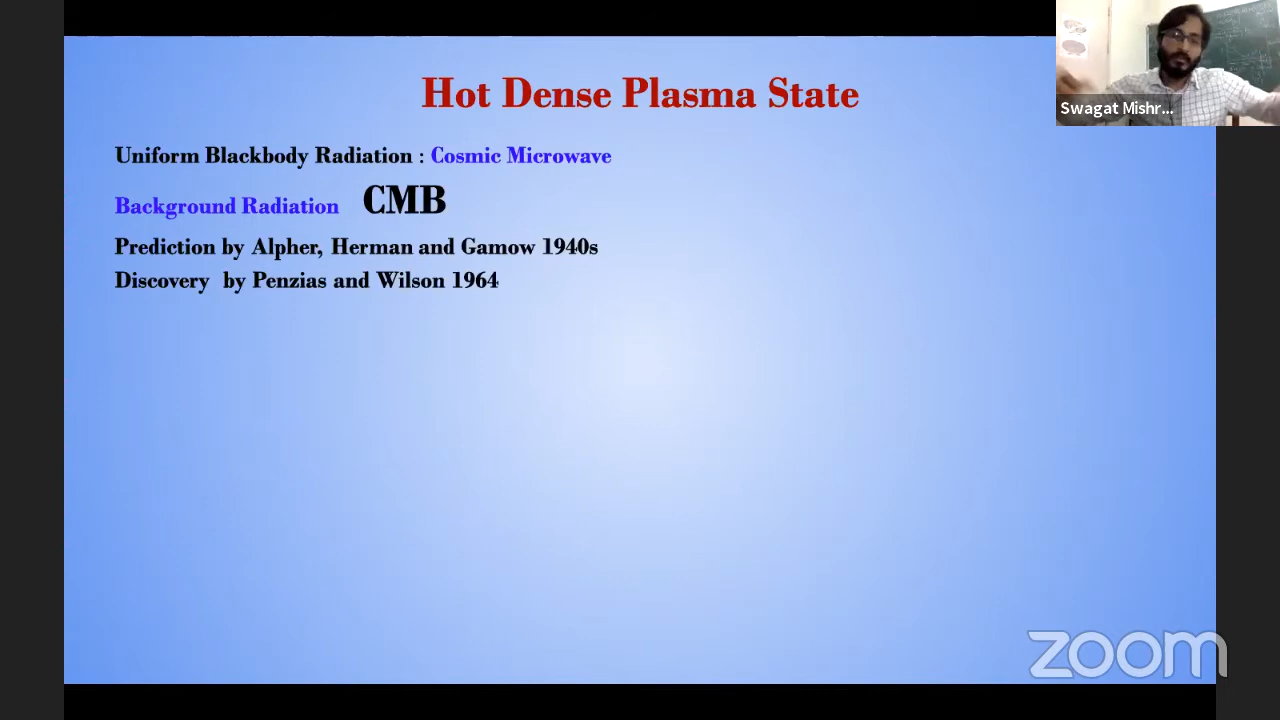 Hot Dense Plasma State
Swagat Mishr...
Uniform Blackbody Radiation : Cosmic Microwave
Background Radiation CMB
Prediction by Alpher, Herman and Gamow 1940s
Discovery by Penzias and Wilson 1964
zoom